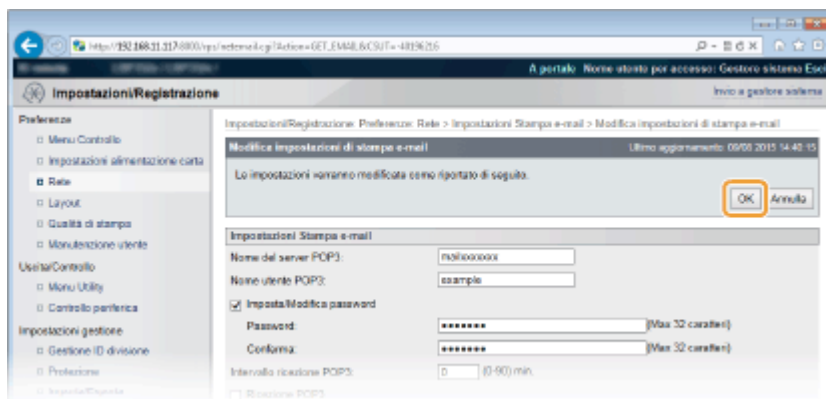 http://192.168.11.117:8000/rps/netemail.cgi?Action=GET_EMAIL&CSUT=-40196216
A portale Nome utente per accesso: Gestore sistema Esci
Impostazioni/Registrazione
Invio a gestore sistema
Preferenze
Menu Controllo
Impostazioni alimentazione carta
Rete
Layout
Qualità di stampa
Manutenzione utente
Uscita/Controllo
Menu Utility
Controllo periferica
Impostazioni gestione
Gestione ID divisione
Protezione
Impostazioni/Registrazione: Preferenze: Rete > Impostazioni Stampa e-mail > Modifica impostazioni di stampa e-mail
Modifica impostazioni di stampa e-mail
Ultimo aggiornamento: 14:40:15
Le impostazioni verranno modificate come riportato di seguito.
OK Annulla
Impostazioni Stampa e-mail
Nome del server POP3:
Nome utente POP3: example
Imposta/Modifica password
Password: ●●●●●●● (Max 32 caratteri)
Conferma: ●●●●●●● (Max 32 caratteri)
Intervallo ricezione POP3: 0 (0-90) min.
Ricezione POP3